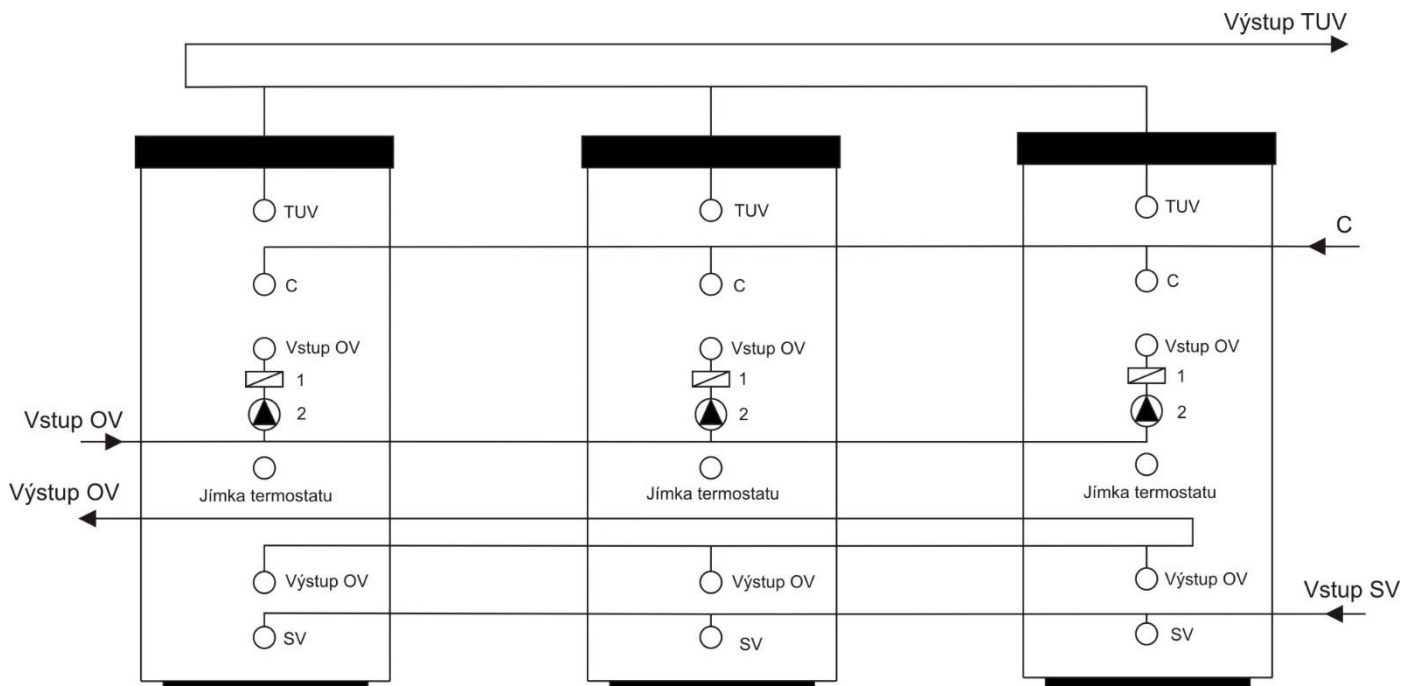 Výstup TUV
TUV TUV TUV
C
C C C
Vstup OV Vstup OV Vstup OV
1 1 1
2 2 2
Vstup OV
Jímka termostatu Jímka termostatu Jímka termostatu
Výstup OV
Výstup OV Výstup OV Výstup OV
Vstup SV
SV SV SV